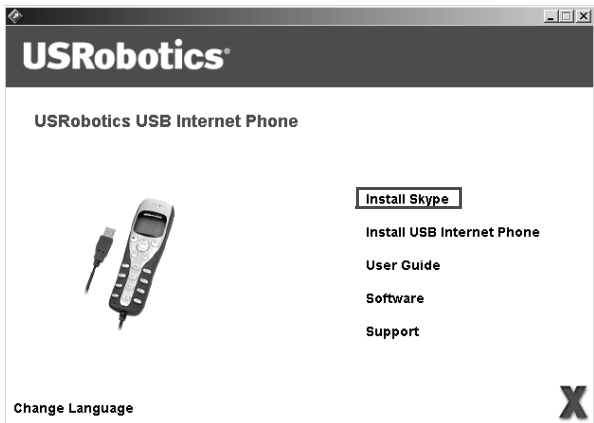 USRobotics®
USRobotics USB Internet Phone
Install Skype
Install USB Internet Phone
User Guide
Software
Support
Change Language
X